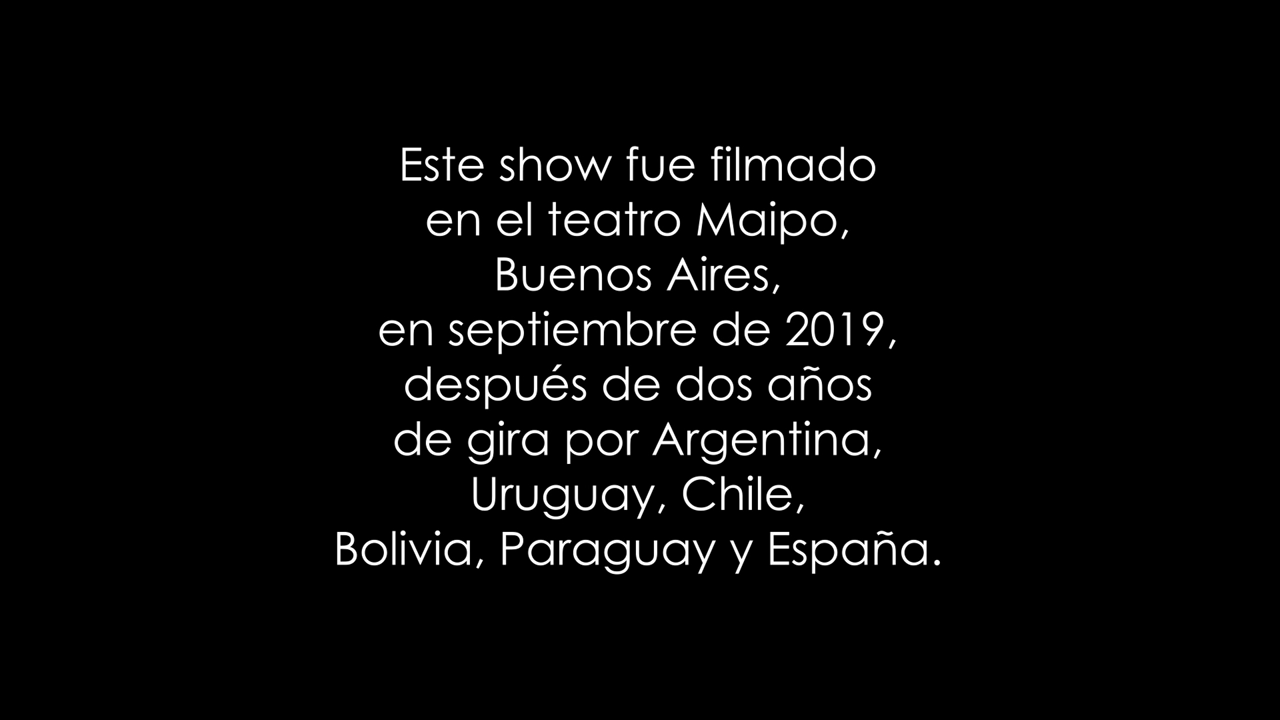 Este show fue filmado
en el teatro Maipo,
Buenos Aires,
en septiembre de 2019,
después de dos años
de gira por Argentina,
Uruguay, Chile,
Bolivia, Paraguay y España.